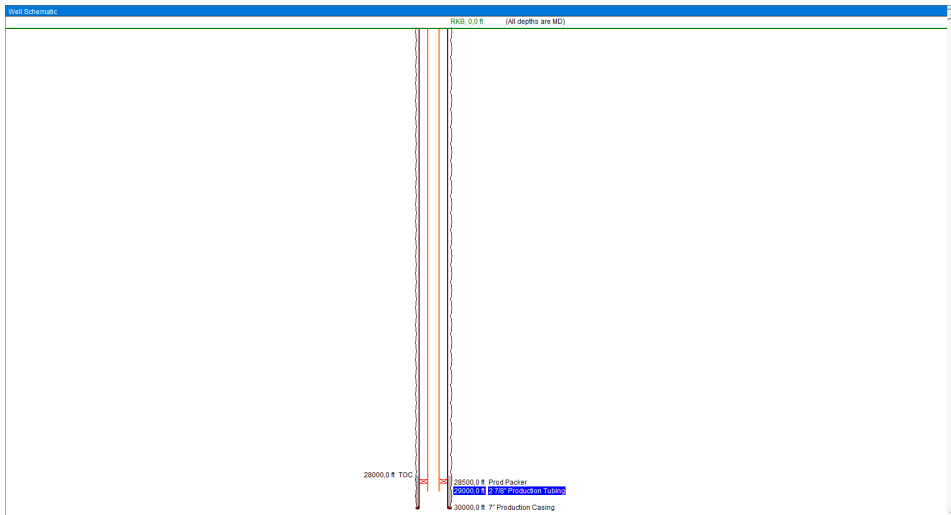 Well Schematic
RKB, 0,0 ft (All depths are MD)
28000,0 ft TOC
28500,0 ft Prod Packer
29000,0 ft 2 7/8" Production Tubing
30000,0 ft 7" Production Casing